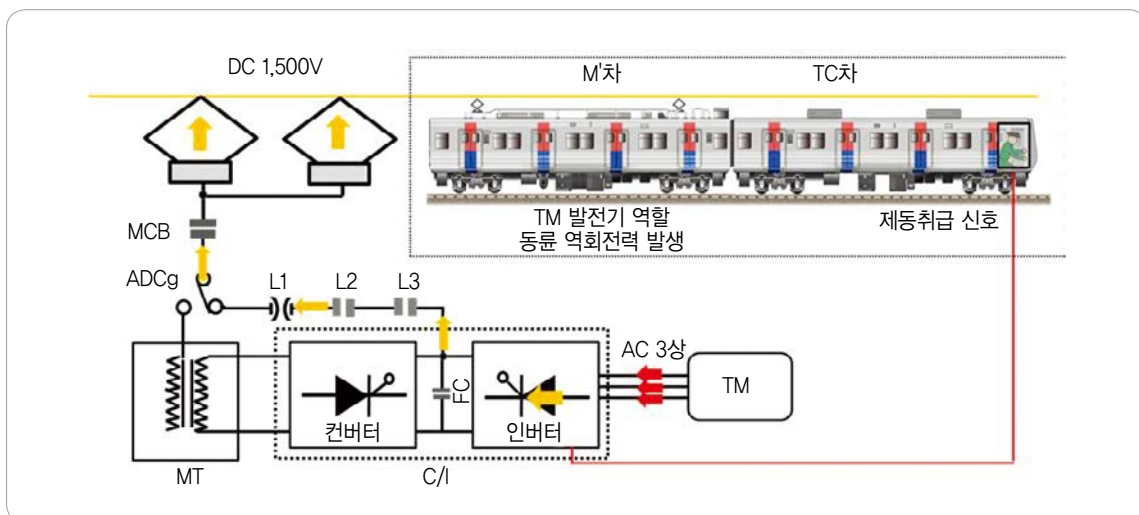 DC 1,500V
M'차
TC차
TM 발전기 역할
동륜 역회전력 발생
제동취급 신호
MCB
ADCg
L1
L2
L3
AC 3상
FC
TM
컨버터
인버터
MT
C/I